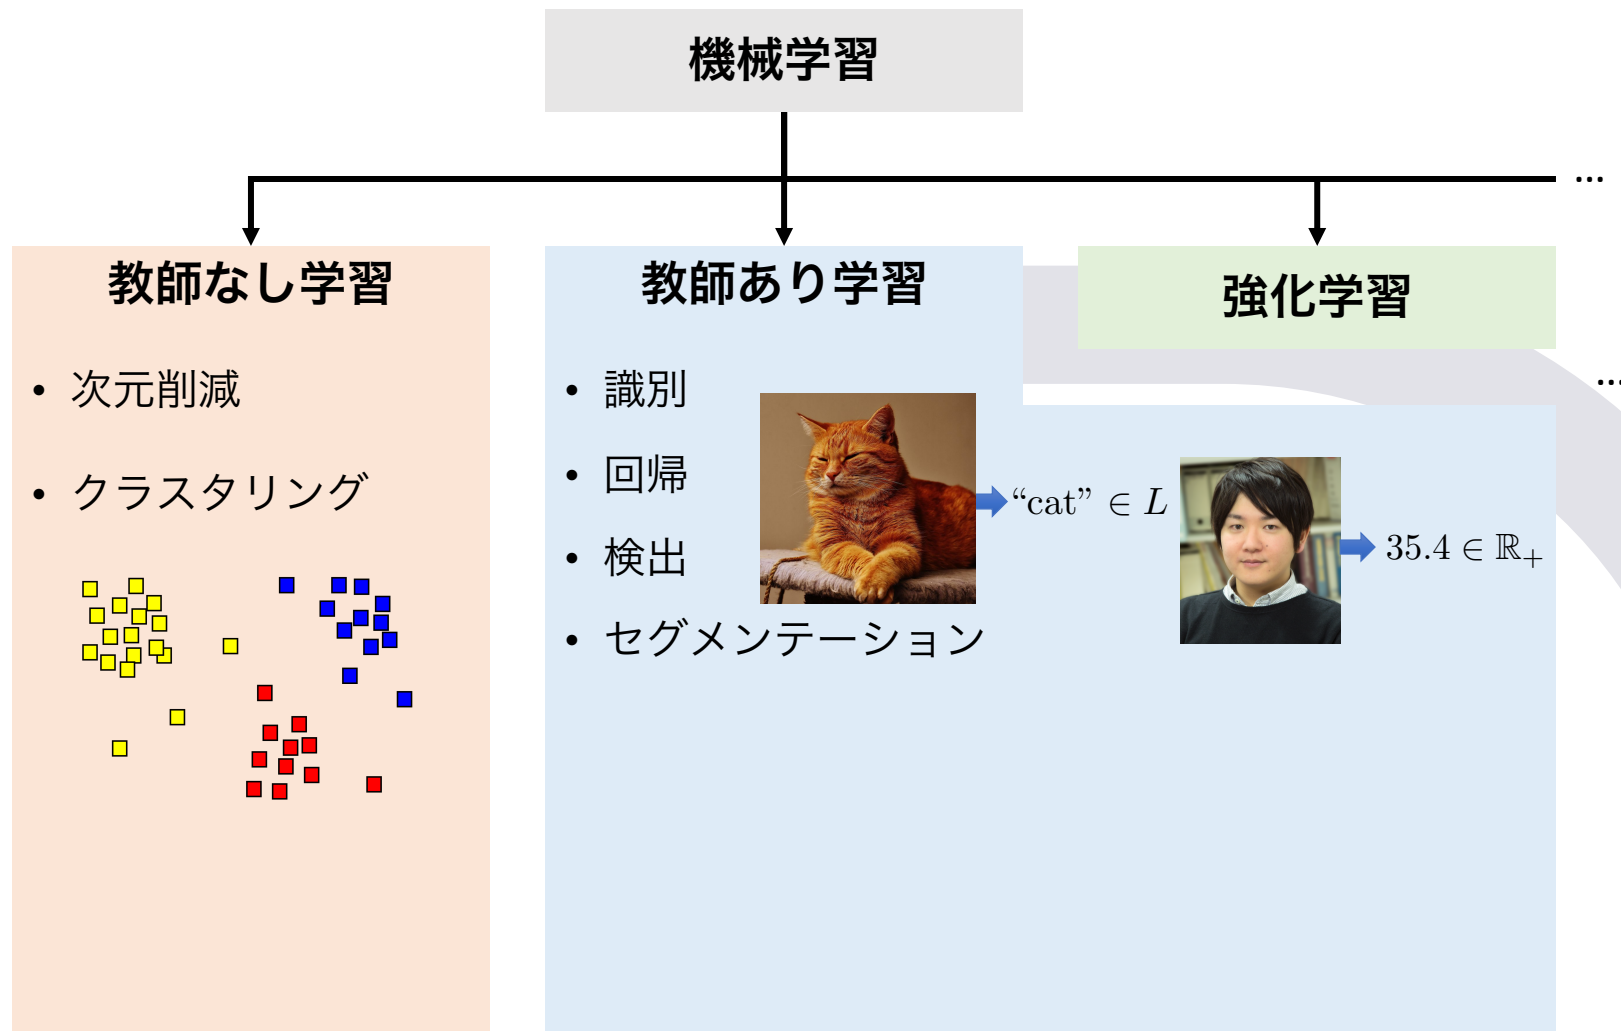 機械学習
…
教師なし学習
• 次元削減
• クラスタリング
教師あり学習
• 識別
• 回帰
• 検出
• セグメンテーション
“cat” ∈ L
35.4 ∈ ℝ₊
強化学習
…